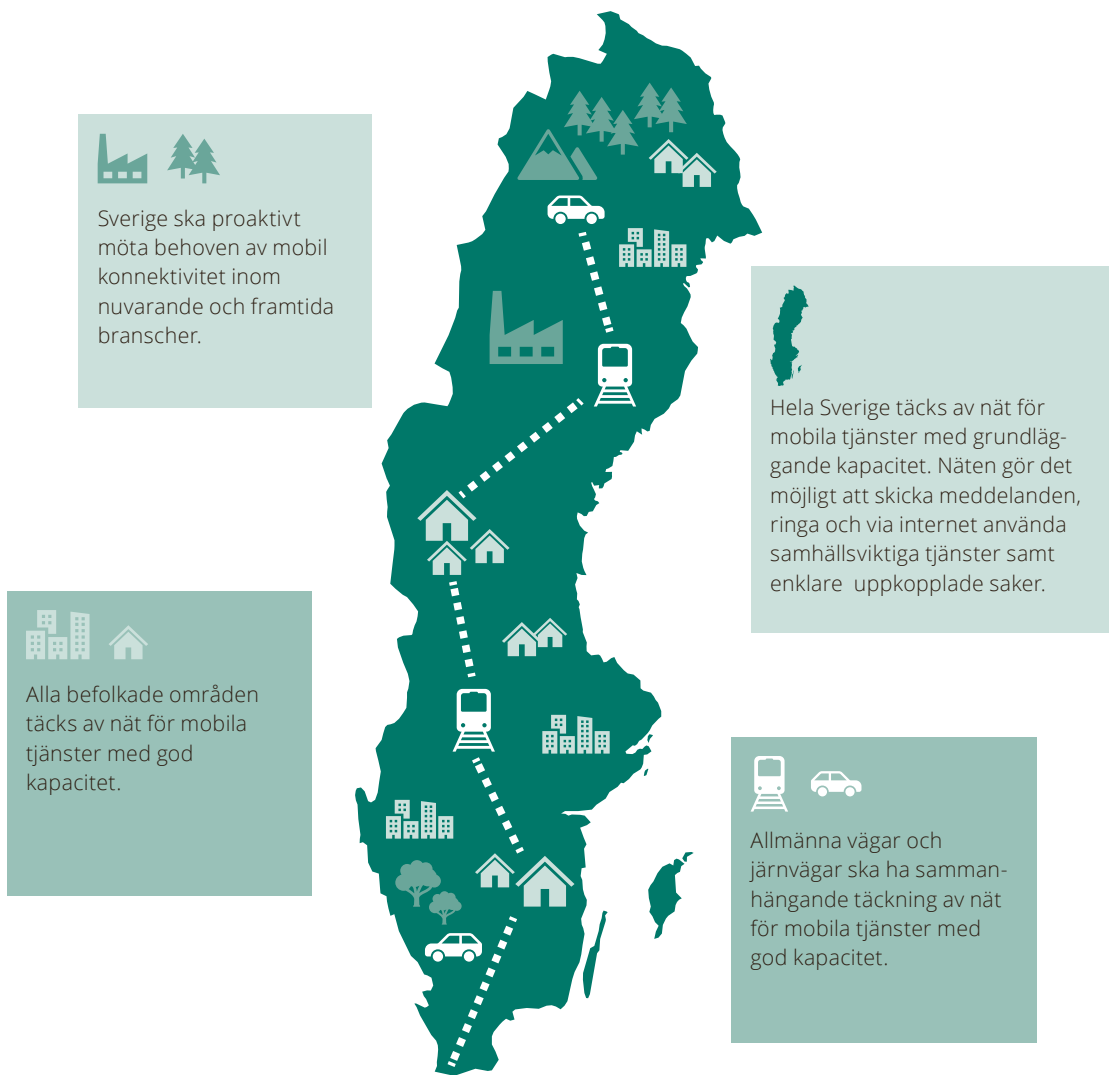 Sverige ska proaktivt
möta behoven av mobil
konnektivitet inom
nuvarande och framtida
branscher.
Hela Sverige täcks av nät för
mobila tjänster med grundläg-
gande kapacitet. Näten gör det
möjligt att skicka meddelanden,
ringa och via internet använda
samhällsviktiga tjänster samt
enklare uppkopplade saker.
Alla befolkade områden
täcks av nät för mobila
tjänster med god
kapacitet.
Allmänna vägar och
järnvägar ska ha samman-
hängande täckning av nät
för mobila tjänster med
god kapacitet.